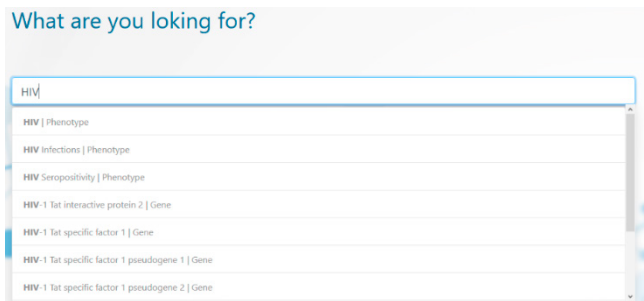 What are you loking for?
HIV
HIV | Phenotype
HIV Infections | Phenotype
HIV Seropositivity | Phenotype
HIV-1 Tat interactive protein 2 | Gene
HIV-1 Tat specific factor 1 | Gene
HIV-1 Tat specific factor 1 pseudogene 1 | Gene
HIV-1 Tat specific factor 1 pseudogene 2 | Gene